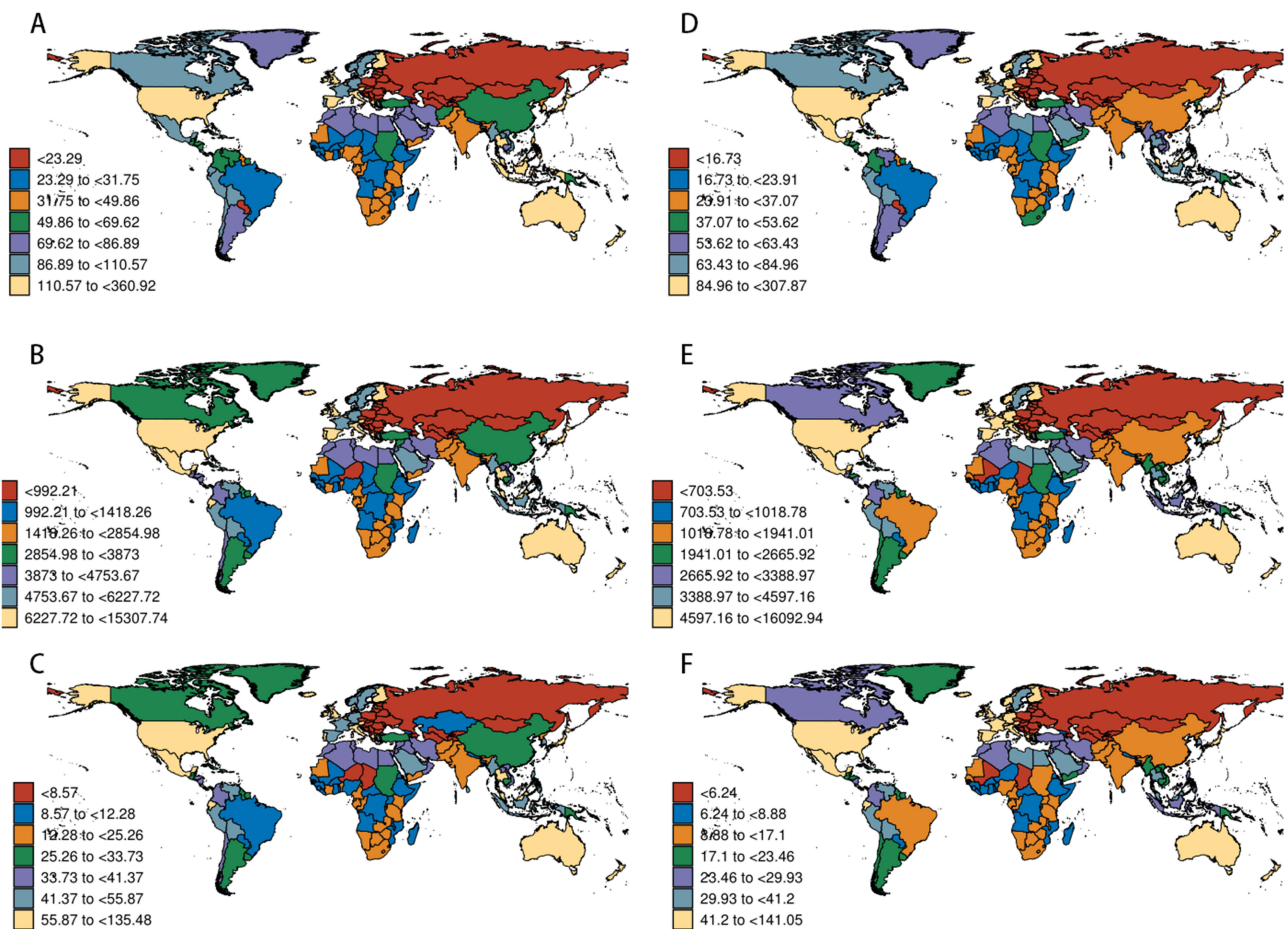 A
<23.29
23.29 to <31.75
31.75 to <49.86
49.86 to <69.62
69.62 to <86.89
86.89 to <110.57
110.57 to <360.92
D
<16.73
16.73 to <23.91
23.91 to <37.07
37.07 to <53.62
53.62 to <63.43
63.43 to <84.96
84.96 to <307.87
B
<992.21
992.21 to <1418.26
1418.26 to <2854.98
2854.98 to <3873
3873 to <4753.67
4753.67 to <6227.72
6227.72 to <15307.74
E
<703.53
703.53 to <1018.78
1018.78 to <1941.01
1941.01 to <2665.92
2665.92 to <3388.97
3388.97 to <4597.16
4597.16 to <16092.94
C
<8.57
8.57 to <12.28
12.28 to <25.26
25.26 to <33.73
33.73 to <41.37
41.37 to <55.87
55.87 to <135.48
F
<6.24
6.24 to <8.88
8.88 to <17.1
17.1 to <23.46
23.46 to <29.93
29.93 to <41.2
41.2 to <141.05